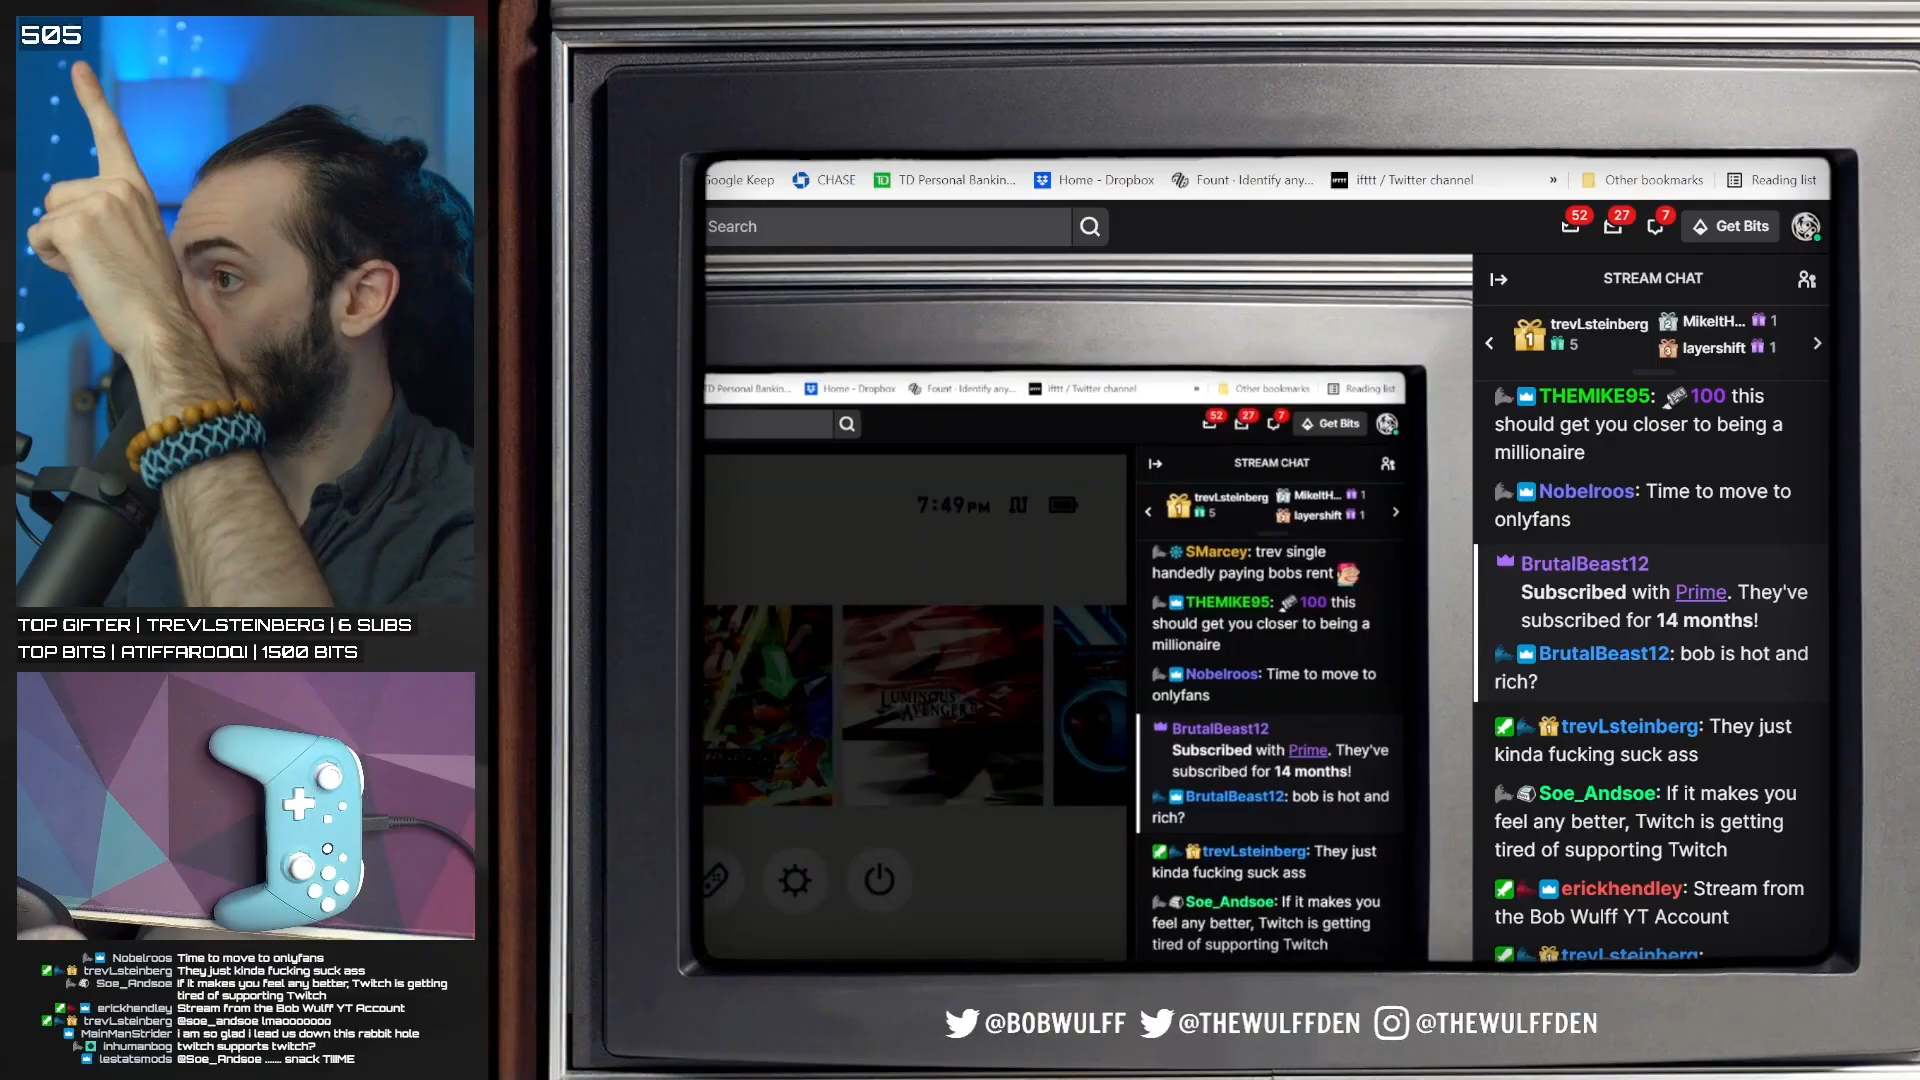 505
TOP GIFTER | TREVLSTEINBERG | 6 SUBS
TOP BITS | ATIFFAROOQI | 1500 BITS
Nobelroos Time to move to onlyfans
trevLsteinberg They just kinda fucking suck ass
Soe_Andsoe If it makes you feel any better, Twitch is getting
tired of supporting Twitch
erickhendley Stream from the Bob Wulff YT Account
trevLsteinberg @soe_andsoe lmaooooooo
MainManStrider i am so glad i lead us down this rabbit hole
inhumanbog twitch supports twitch?
lestatsmods @Soe_Andsoe ....... snack TIIIME
Google Keep CHASE TD Personal Bankin... Home - Dropbox Fount · Identify any... IFTTT ifttt / Twitter channel » Other bookmarks Reading list
Search 52 27 7 Get Bits
STREAM CHAT
1 trevLsteinberg 5 2 MikeItH... 1
3 layershift 1
THEMIKE95: 100 this
should get you closer to being a
millionaire
Nobelroos: Time to move to
onlyfans
BrutalBeast12
Subscribed with Prime. They've
subscribed for 14 months!
BrutalBeast12: bob is hot and
rich?
trevLsteinberg: They just
kinda fucking suck ass
Soe_Andsoe: If it makes you
feel any better, Twitch is getting
tired of supporting Twitch
erickhendley: Stream from
the Bob Wulff YT Account
trevLsteinberg:
TD Personal Bankin... Home - Dropbox Fount · Identify any... ifttt / Twitter channel » Other bookmarks Reading list
52 27 7 Get Bits
STREAM CHAT
1 trevLsteinberg 5 2 MikeItH... 1
3 layershift 1
7:49PM
SMarcey: trev single
handedly paying bobs rent
THEMIKE95: 100 this
should get you closer to being a
millionaire
Nobelroos: Time to move to
onlyfans
BrutalBeast12
Subscribed with Prime. They've
subscribed for 14 months!
BrutalBeast12: bob is hot and
rich?
trevLsteinberg: They just
kinda fucking suck ass
Soe_Andsoe: If it makes you
feel any better, Twitch is getting
tired of supporting Twitch
LUMINOUS
AVENGER
@BOBWULFF @THEWULFFDEN @THEWULFFDEN